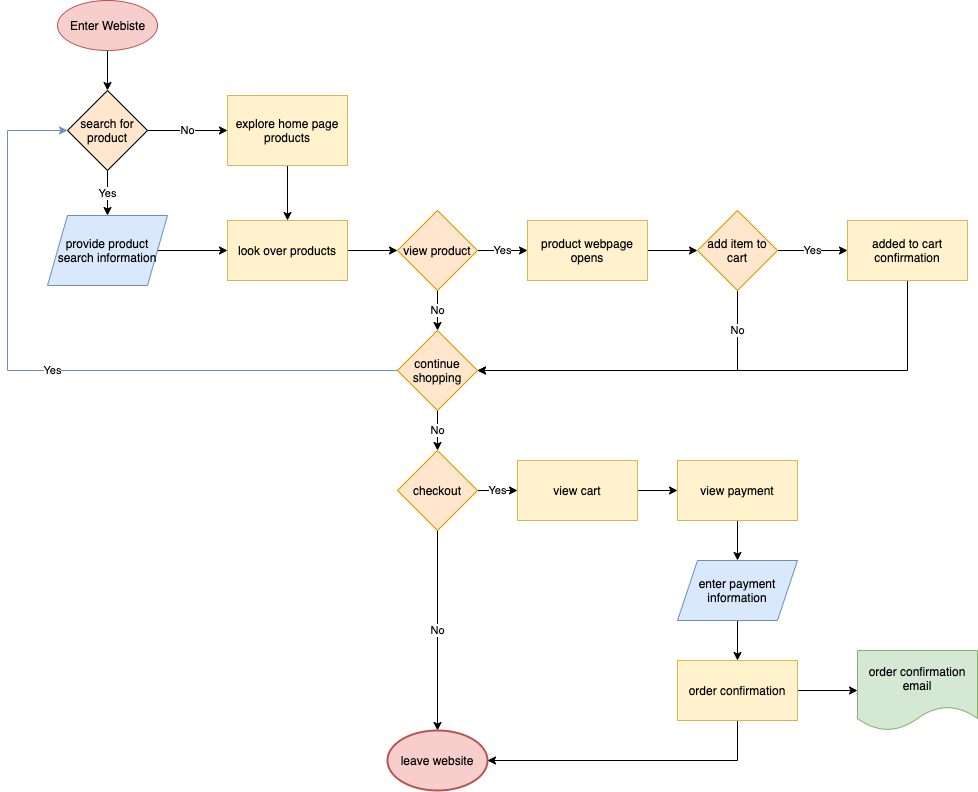 Enter Webiste
search for
product
No
explore home page
products
Yes
provide product
search information
look over products
view product
Yes
product webpage
opens
add item to
cart
Yes
added to cart
confirmation
No
No
continue
shopping
Yes
No
checkout
Yes
view cart
view payment
enter payment
information
No
order confirmation
order confirmation
email
leave website